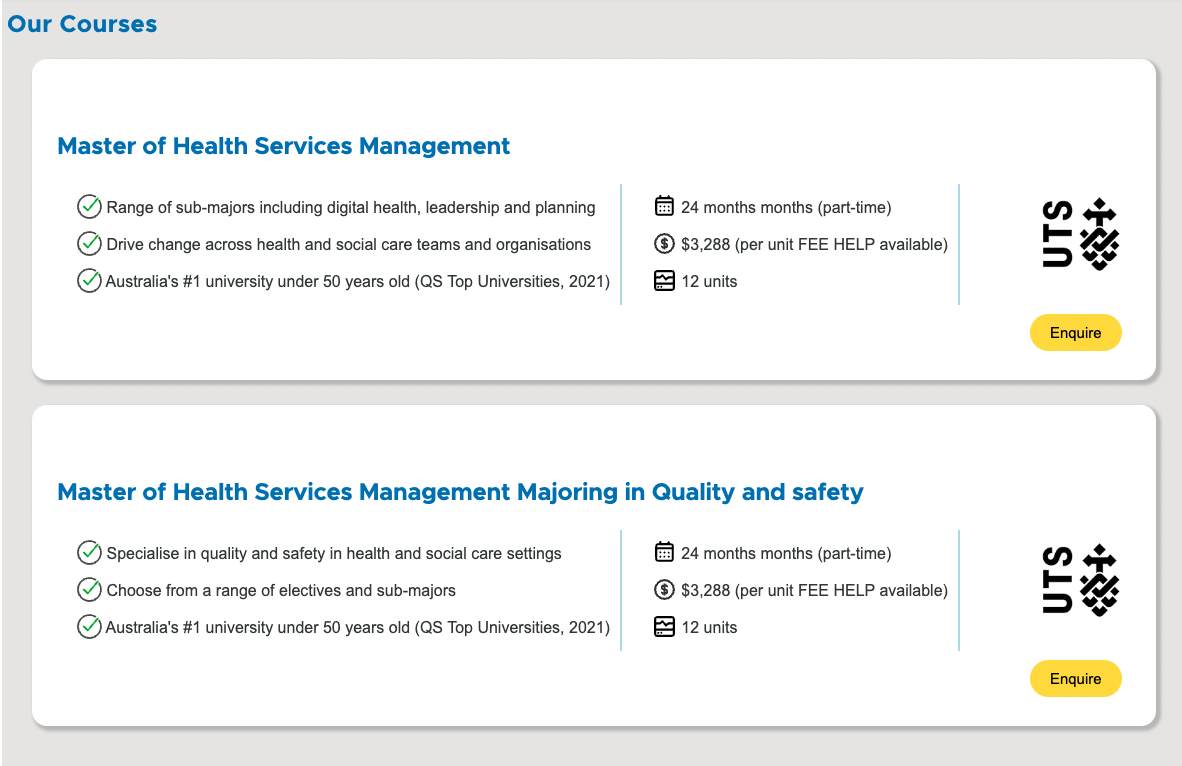 Our Courses
Master of Health Services Management
Range of sub-majors including digital health, leadership and planning
Drive change across health and social care teams and organisations
Australia's #1 university under 50 years old (QS Top Universities, 2021)
24 months months (part-time)
$3,288 (per unit FEE HELP available)
12 units
UTS
Enquire
Master of Health Services Management Majoring in Quality and safety
Specialise in quality and safety in health and social care settings
Choose from a range of electives and sub-majors
Australia's #1 university under 50 years old (QS Top Universities, 2021)
24 months months (part-time)
$3,288 (per unit FEE HELP available)
12 units
UTS
Enquire